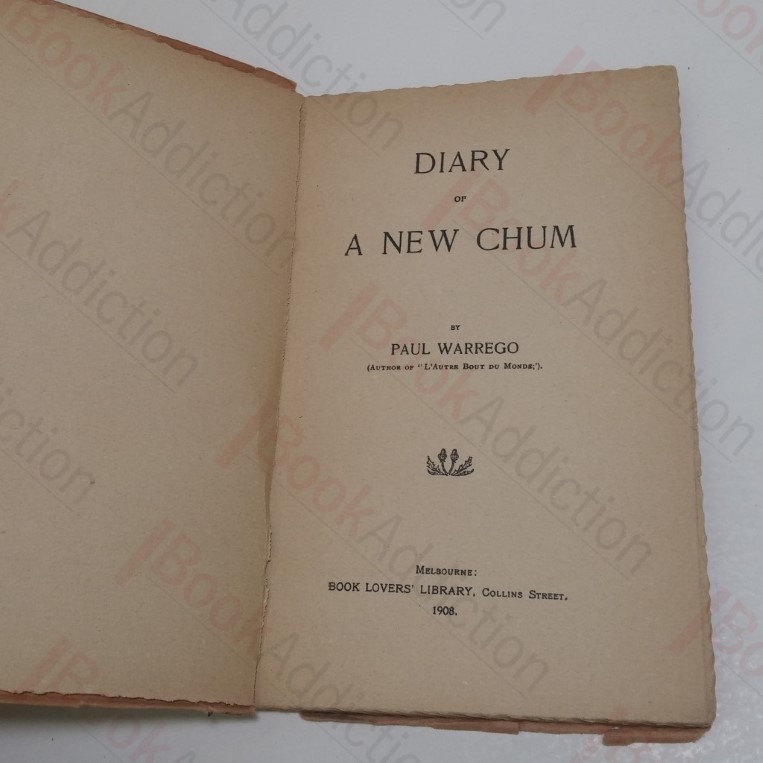 DIARY
OF
A NEW CHUM
BY
PAUL WARREGO
(AUTHOR OF "L'AUTRE BOUT DU MONDE;').
MELBOURNE:
BOOK LOVERS' LIBRARY, COLLINS STREET.
1908.
BookAddiction